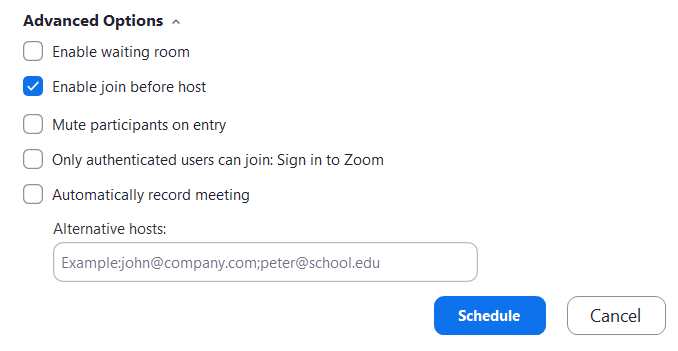 Advanced Options
Enable waiting room
Enable join before host
Mute participants on entry
Only authenticated users can join: Sign in to Zoom
Automatically record meeting
Alternative hosts:
Example:john@company.com;peter@school.edu
Schedule Cancel